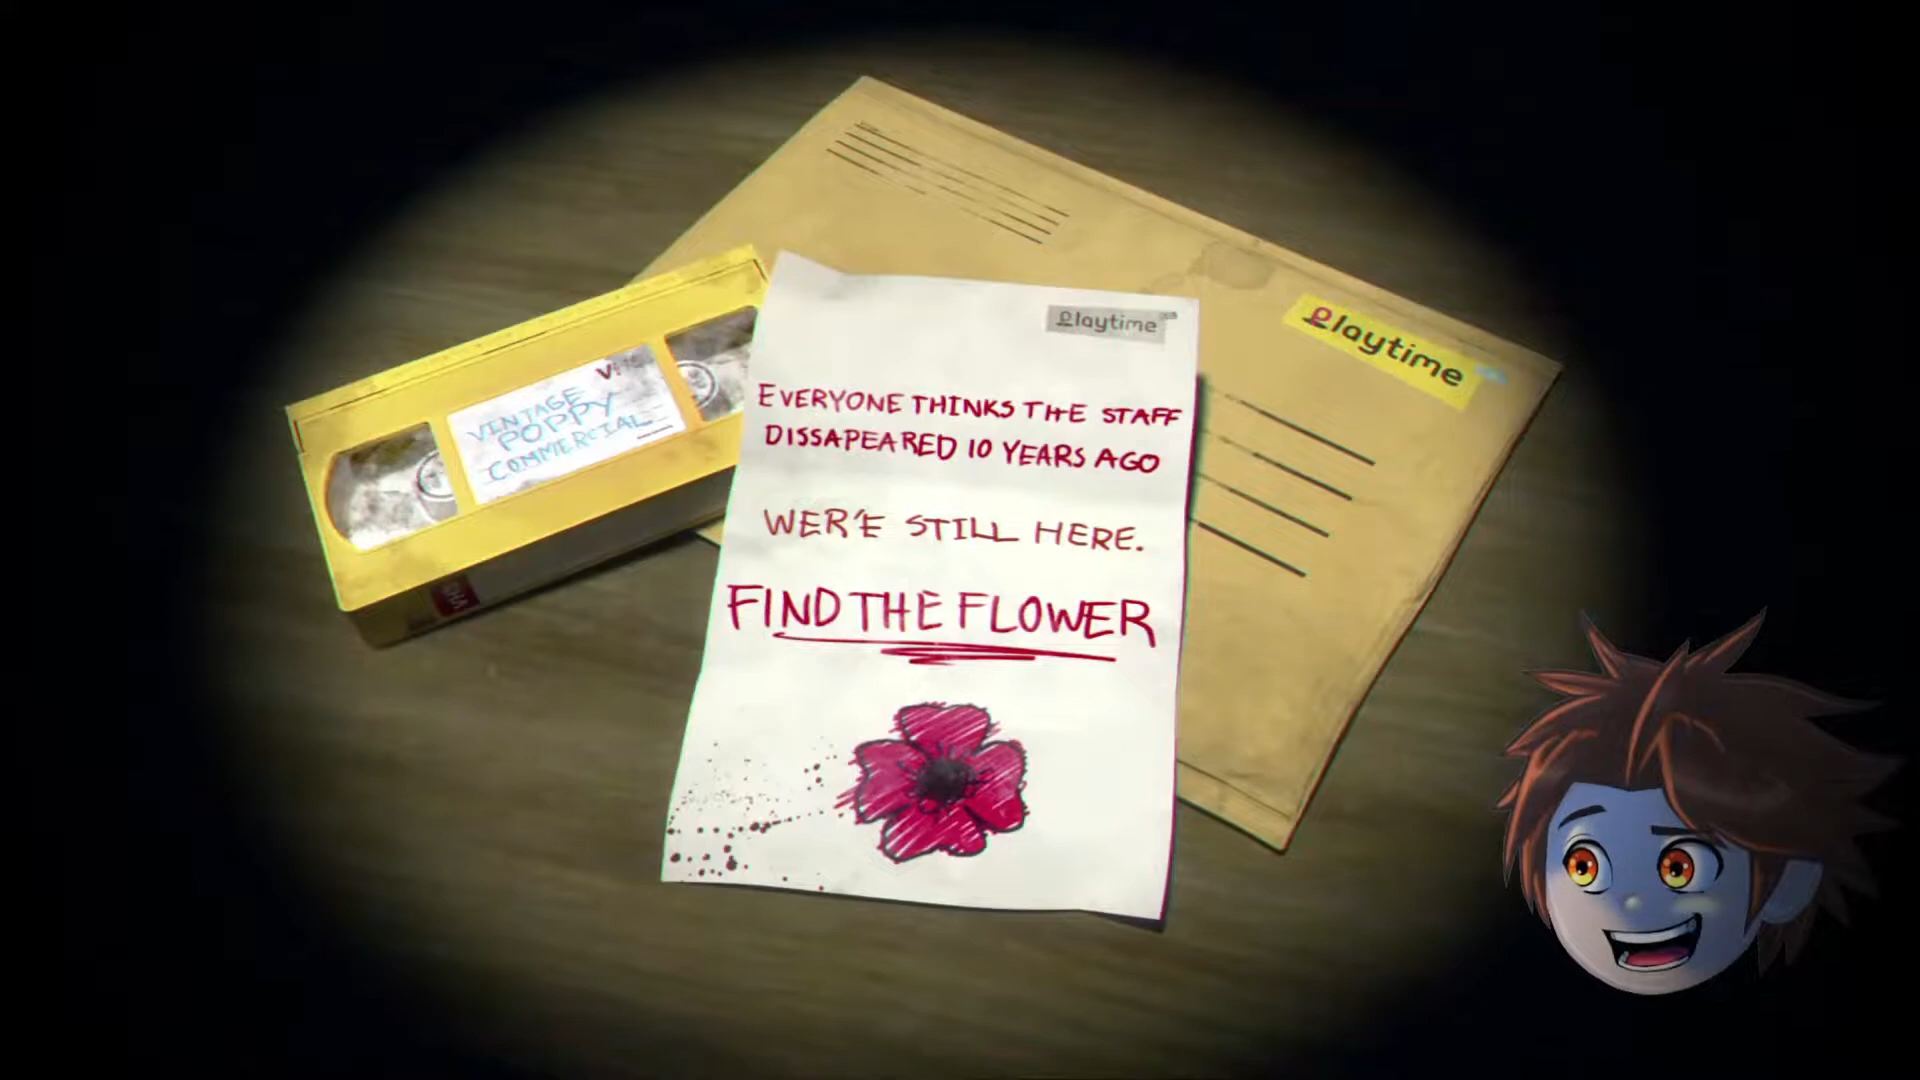 Playtime
Playtime
VINTAGE
POPPY
COMMERCIAL
EVERYONE THINKS THE STAFF
DISSAPEARED 10 YEARS AGO
WER'E STILL HERE.
FIND THE FLOWER